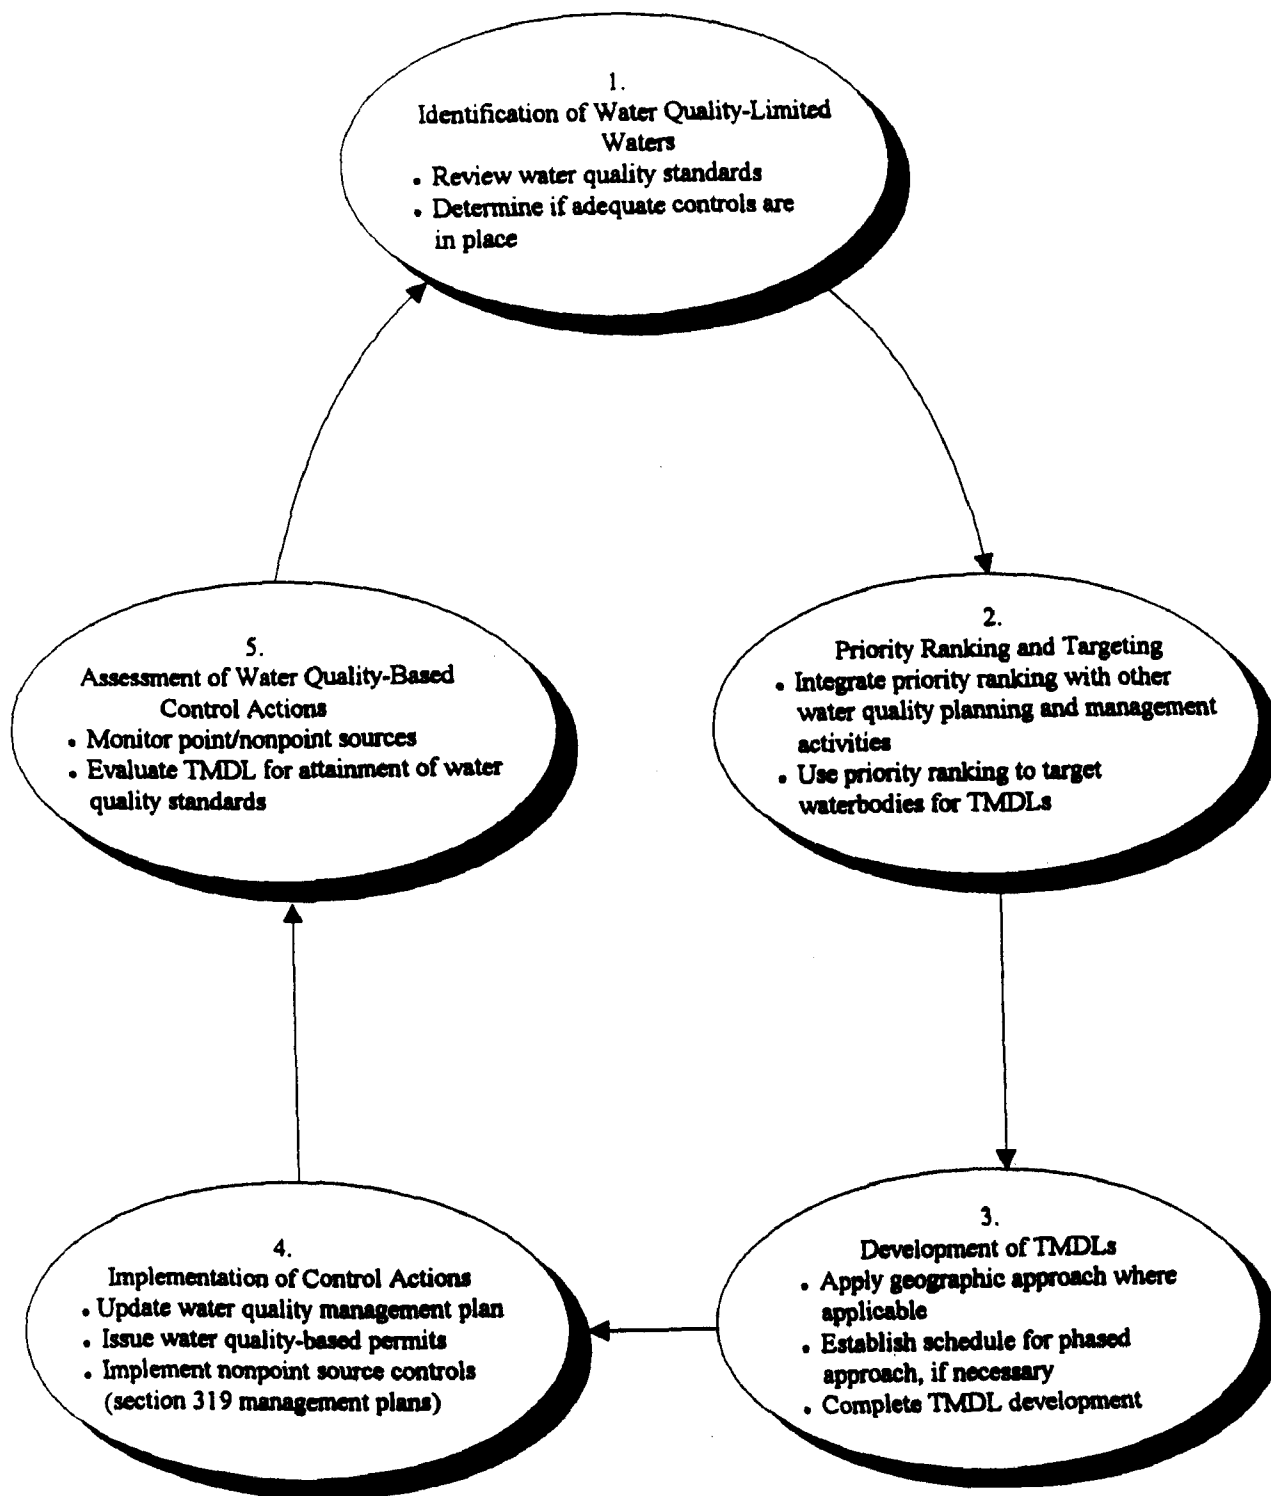 1.
Identification of Water Quality-Limited
Waters
• Review water quality standards
• Determine if adequate controls are
in place
2.
Priority Ranking and Targeting
• Integrate priority ranking with other
water quality planning and management
activities
• Use priority ranking to target
waterbodies for TMDLs
3.
Development of TMDLs
• Apply geographic approach where
applicable
• Establish schedule for phased
approach, if necessary
• Complete TMDL development
4.
Implementation of Control Actions
• Update water quality management plan
• Issue water quality-based permits
• Implement nonpoint source controls
(section 319 management plans)
5.
Assessment of Water Quality-Based
Control Actions
• Monitor point/nonpoint sources
• Evaluate TMDL for attainment of water
quality standards